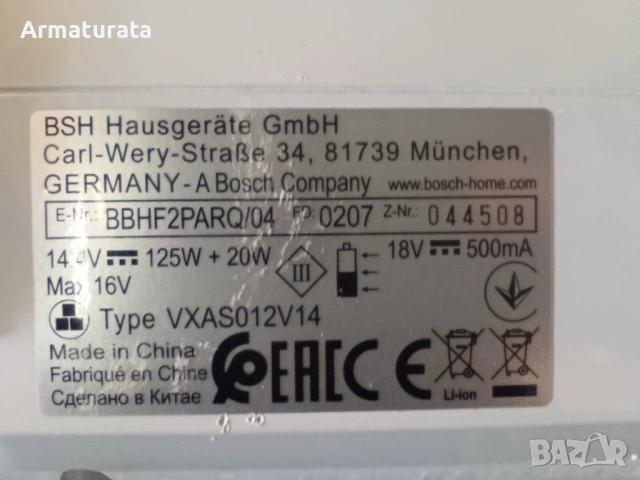 Armaturata
BSH Hausgeräte GmbH
Carl-Wery-Straße 34, 81739 München,
GERMANY - A Bosch Company www.bosch-home.com
E-Nr.: BBHF2PARQ/04 FD: 0207 Z-Nr.: 044508
14.4V 125W + 20W III 18V 500mA
Max 16V
Type VXAS012V14
Made in China
Fabriqué en Chine
Сделано в Китае
EAC CE
Li-ion
BAZAR